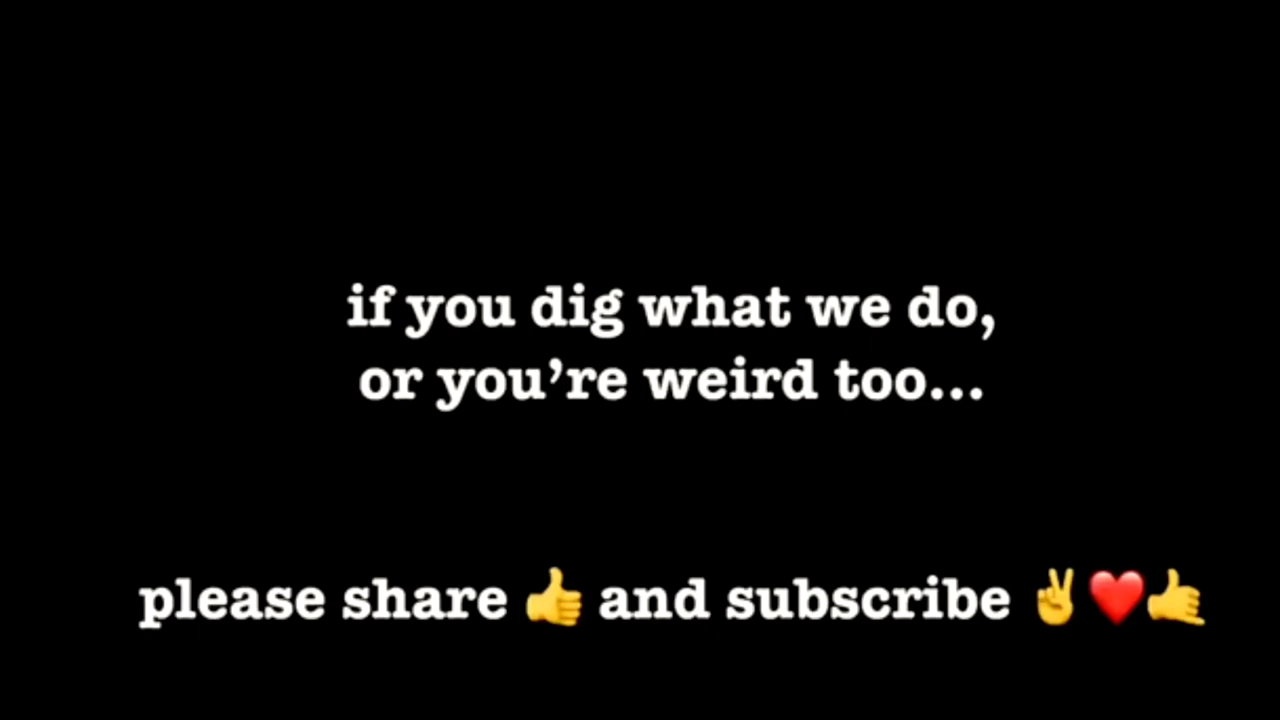 if you dig what we do,
or you’re weird too...
please share 👍 and subscribe ✌️❤️🤙